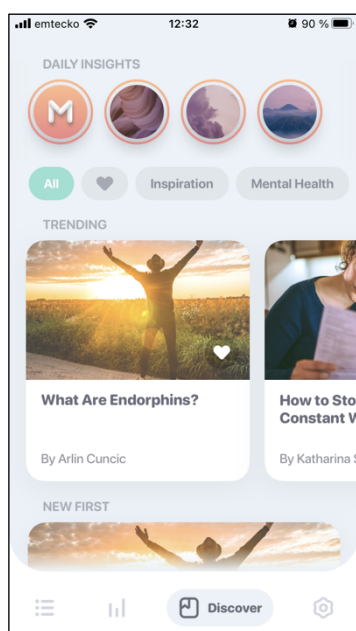 emtecko 12:32 90 %
DAILY INSIGHTS
M
All Inspiration Mental Health
TRENDING
What Are Endorphins?
By Arlin Cuncic
How to Sto
Constant W
By Katharina S
NEW FIRST
Discover